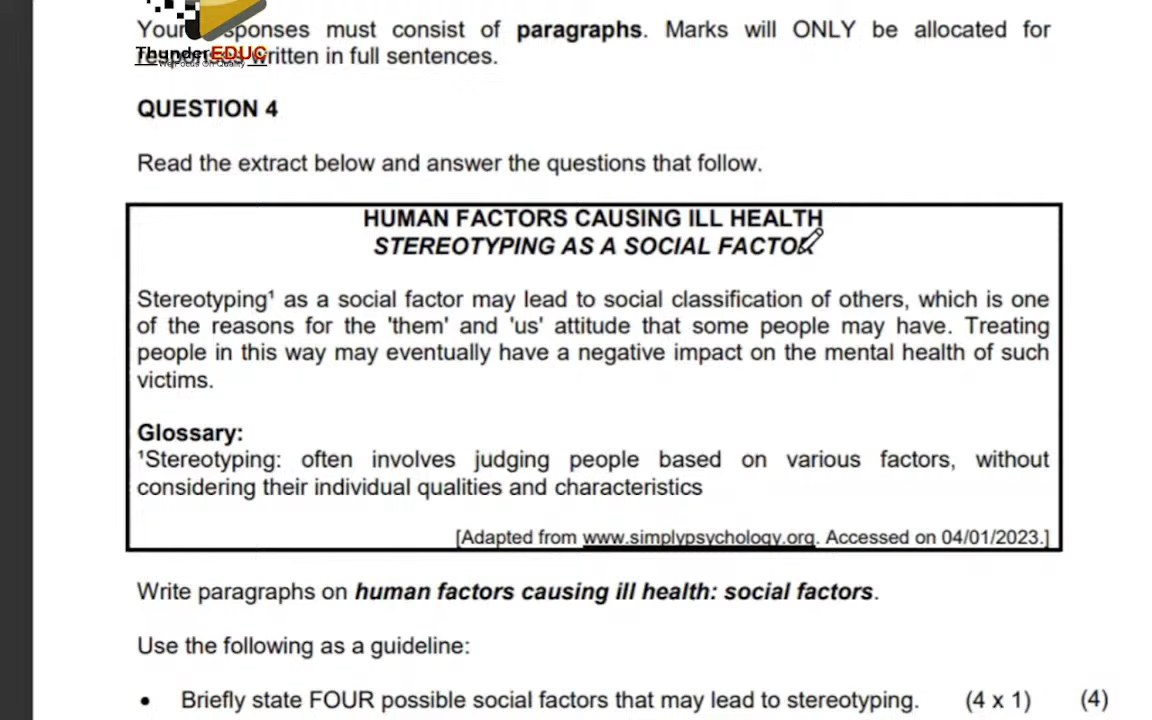 Your responses must consist of paragraphs. Marks will ONLY be allocated for
ThunderEDUC
We Focus On Quality
written in full sentences.
QUESTION 4
Read the extract below and answer the questions that follow.
HUMAN FACTORS CAUSING ILL HEALTH
STEREOTYPING AS A SOCIAL FACTOR
Stereotyping¹ as a social factor may lead to social classification of others, which is one
of the reasons for the 'them' and 'us' attitude that some people may have. Treating
people in this way may eventually have a negative impact on the mental health of such
victims.
Glossary:
¹Stereotyping: often involves judging people based on various factors, without
considering their individual qualities and characteristics
[Adapted from www.simplypsychology.org. Accessed on 04/01/2023.]
Write paragraphs on human factors causing ill health: social factors.
Use the following as a guideline:
• Briefly state FOUR possible social factors that may lead to stereotyping. (4 x 1) (4)